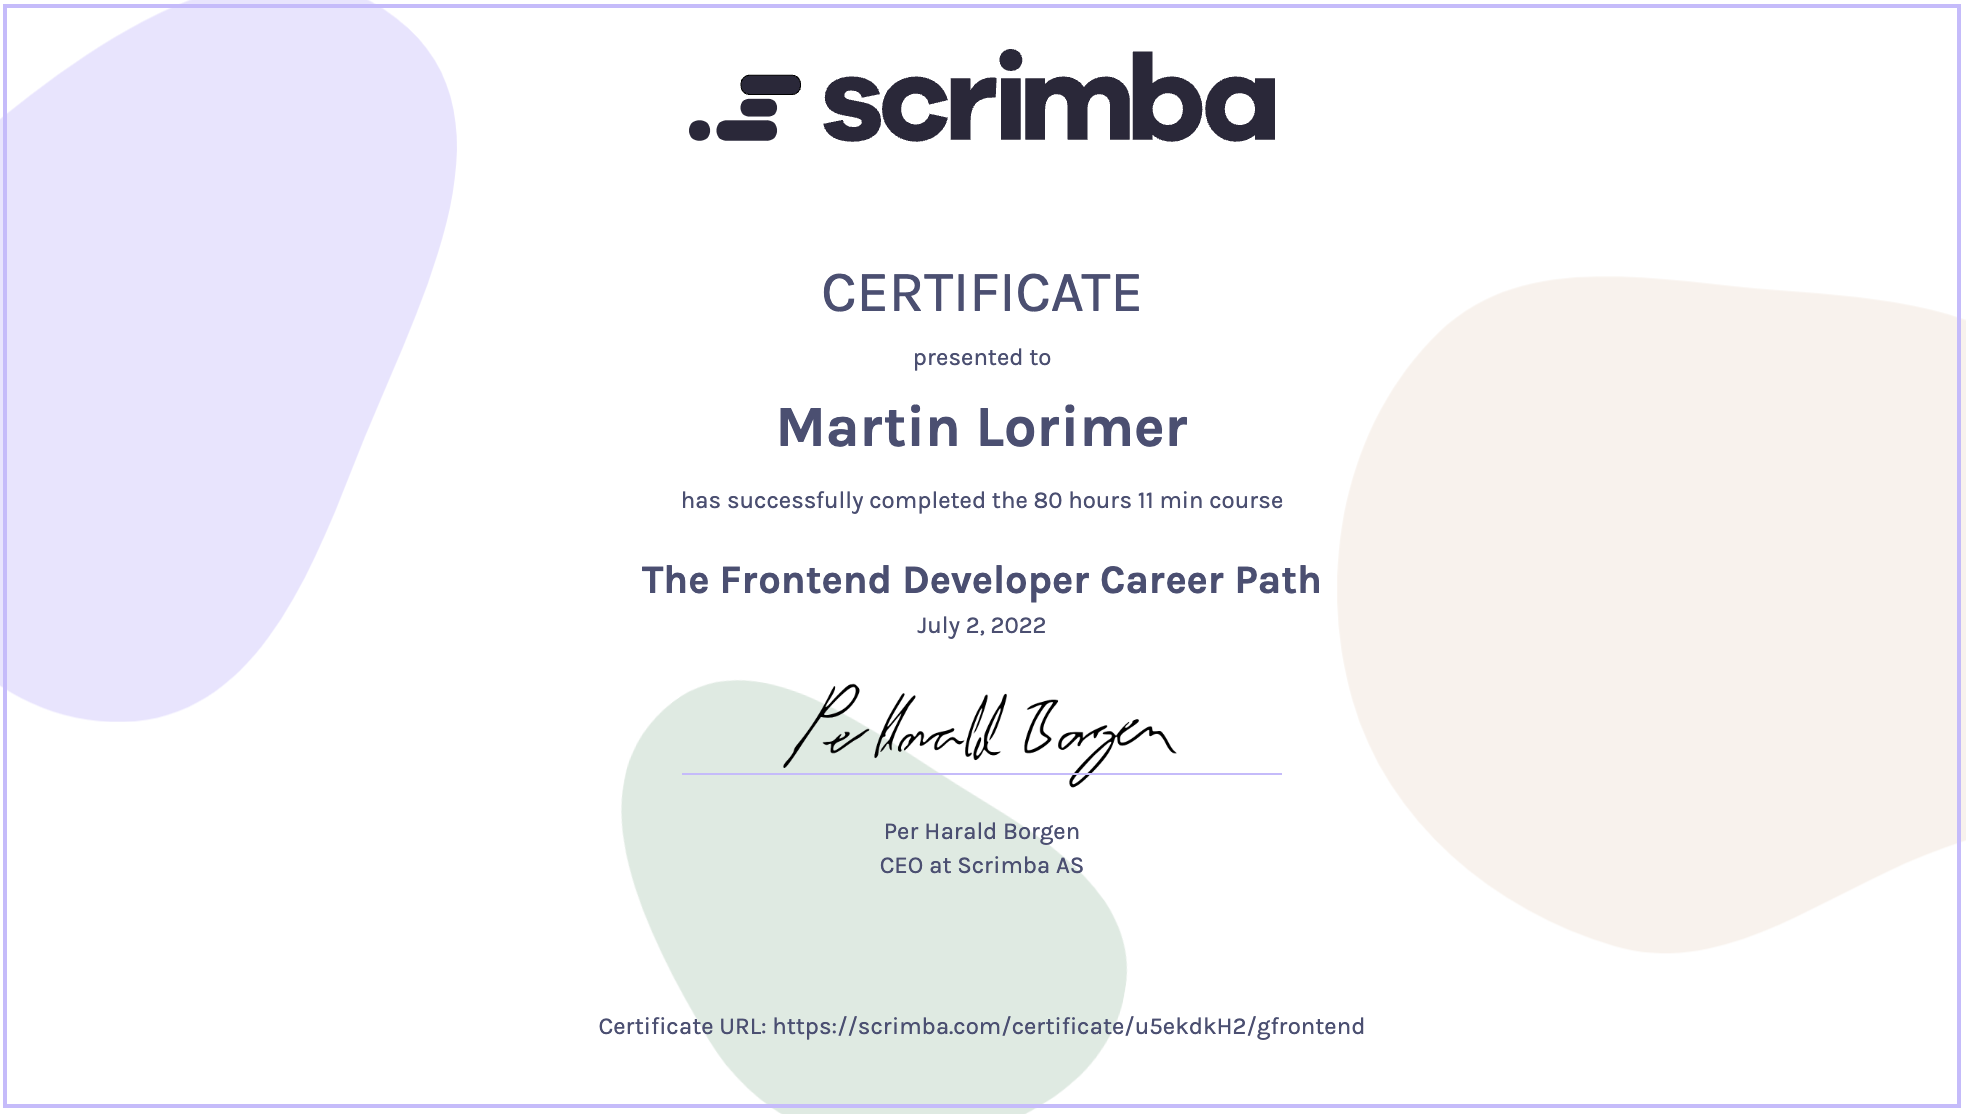 scrimba
CERTIFICATE
presented to
Martin Lorimer
has successfully completed the 80 hours 11 min course
The Frontend Developer Career Path
July 2, 2022
Per Harald Borgen
Per Harald Borgen
CEO at Scrimba AS
Certificate URL: https://scrimba.com/certificate/u5ekdkH2/gfrontend